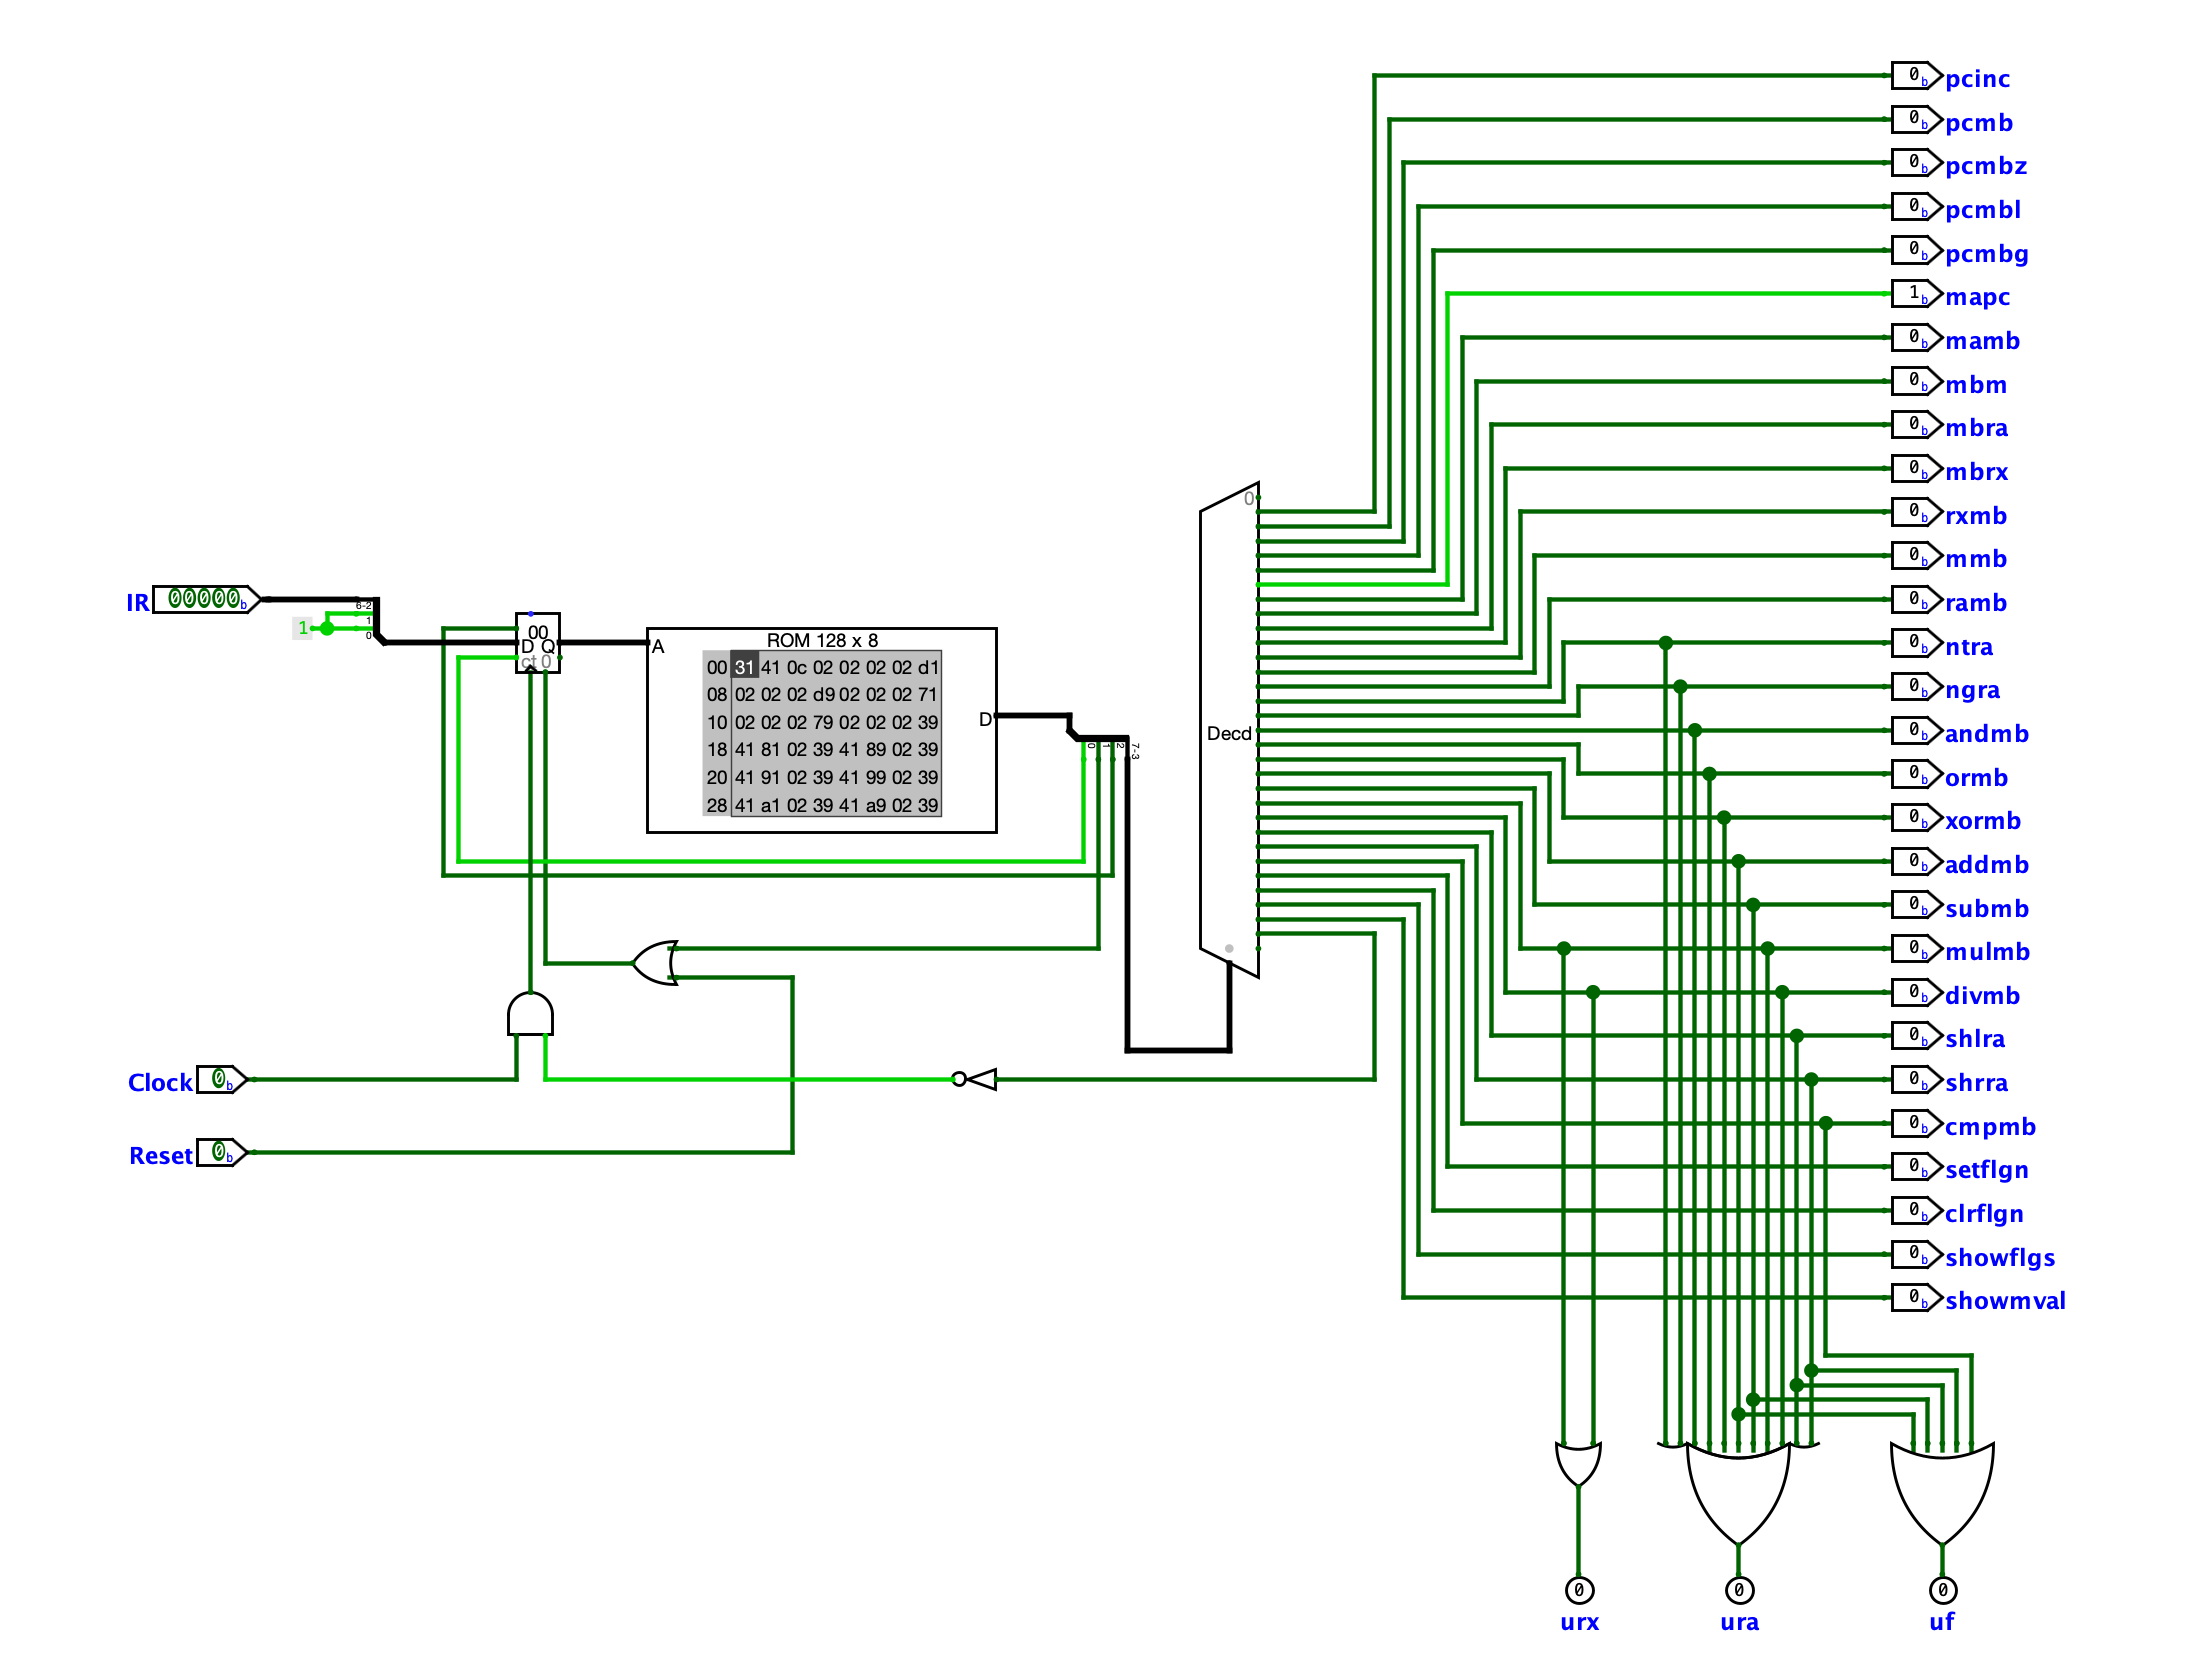 pcinc
0b
pcmb
0b
pcmbz
0b
pcmbl
0b
pcmbg
0b
mapc
1b
mamb
0b
mbm
0b
mbra
0b
mbrx
0b
rxmb
0b
mmb
0b
ramb
0b
ntra
0b
ngra
0b
andmb
0b
ormb
0b
xormb
0b
addmb
0b
submb
0b
mulmb
0b
divmb
0b
shlra
0b
shrra
0b
cmpmb
0b
setflgn
0b
clrflgn
0b
showflgs
0b
showmval
0b
IR 00000b
6-2
1
0
1
00
D Q
ct 0
ROM 128 x 8
A
00 31 41 0c 02 02 02 02 d1
08 02 02 02 d9 02 02 02 71
10 02 02 02 79 02 02 02 39
18 41 81 02 39 41 89 02 39
20 41 91 02 39 41 99 02 39
28 41 a1 02 39 41 a9 02 39
D
0
1
2
7-3
0
Decd
Clock 0b
Reset 0b
0
urx
0
ura
0
uf